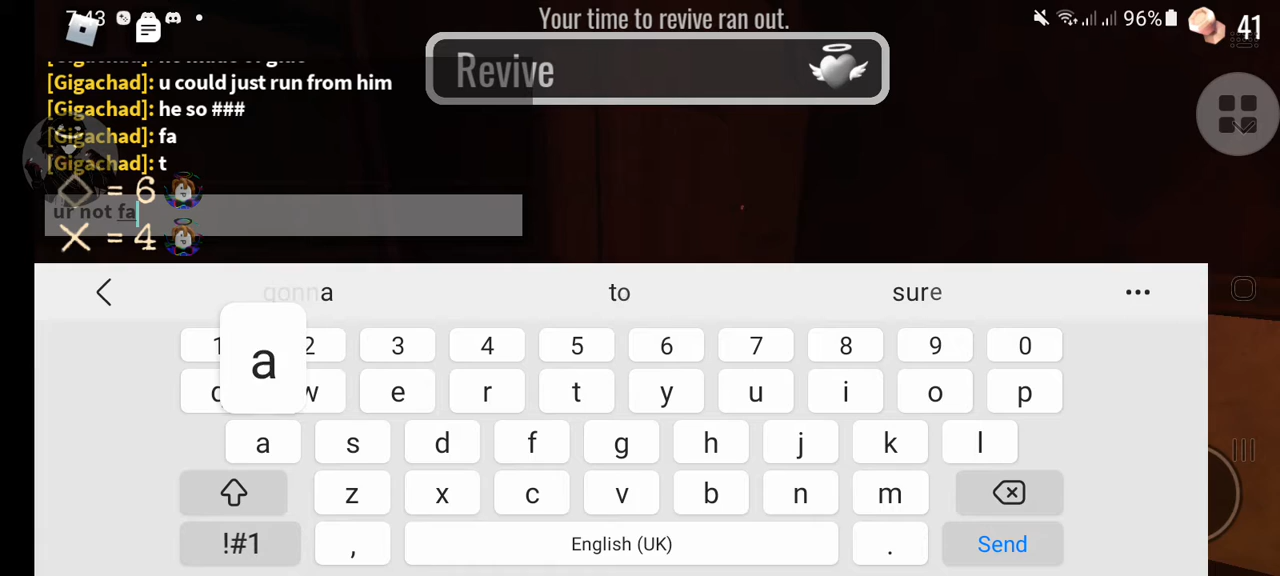 7:43
96%
41
Your time to revive ran out.
Revive
[Gigachad]: u could just run from him
[Gigachad]: he so ###
[Gigachad]: fa
[Gigachad]: t
= 6
ur not fa
X = 4
gonna to sure
a
1 2 3 4 5 6 7 8 9 0
q w e r t y u i o p
a s d f g h j k l
z x c v b n m
!#1 , English (UK) . Send